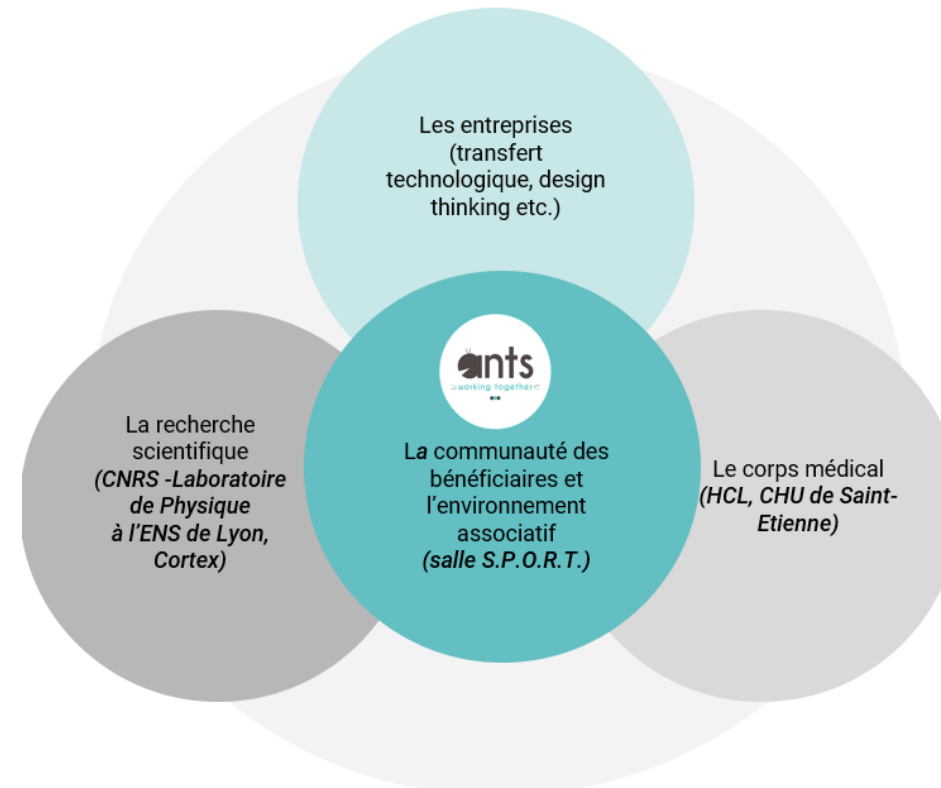 Les entreprises
(transfert
technologique, design
thinking etc.)
ants
working together
La communauté des
bénéficiaires et
l'environnement
associatif
(salle S.P.O.R.T.)
La recherche
scientifique
(CNRS -Laboratoire
de Physique
à l'ENS de Lyon,
Cortex)
Le corps médical
(HCL, CHU de Saint-
Etienne)